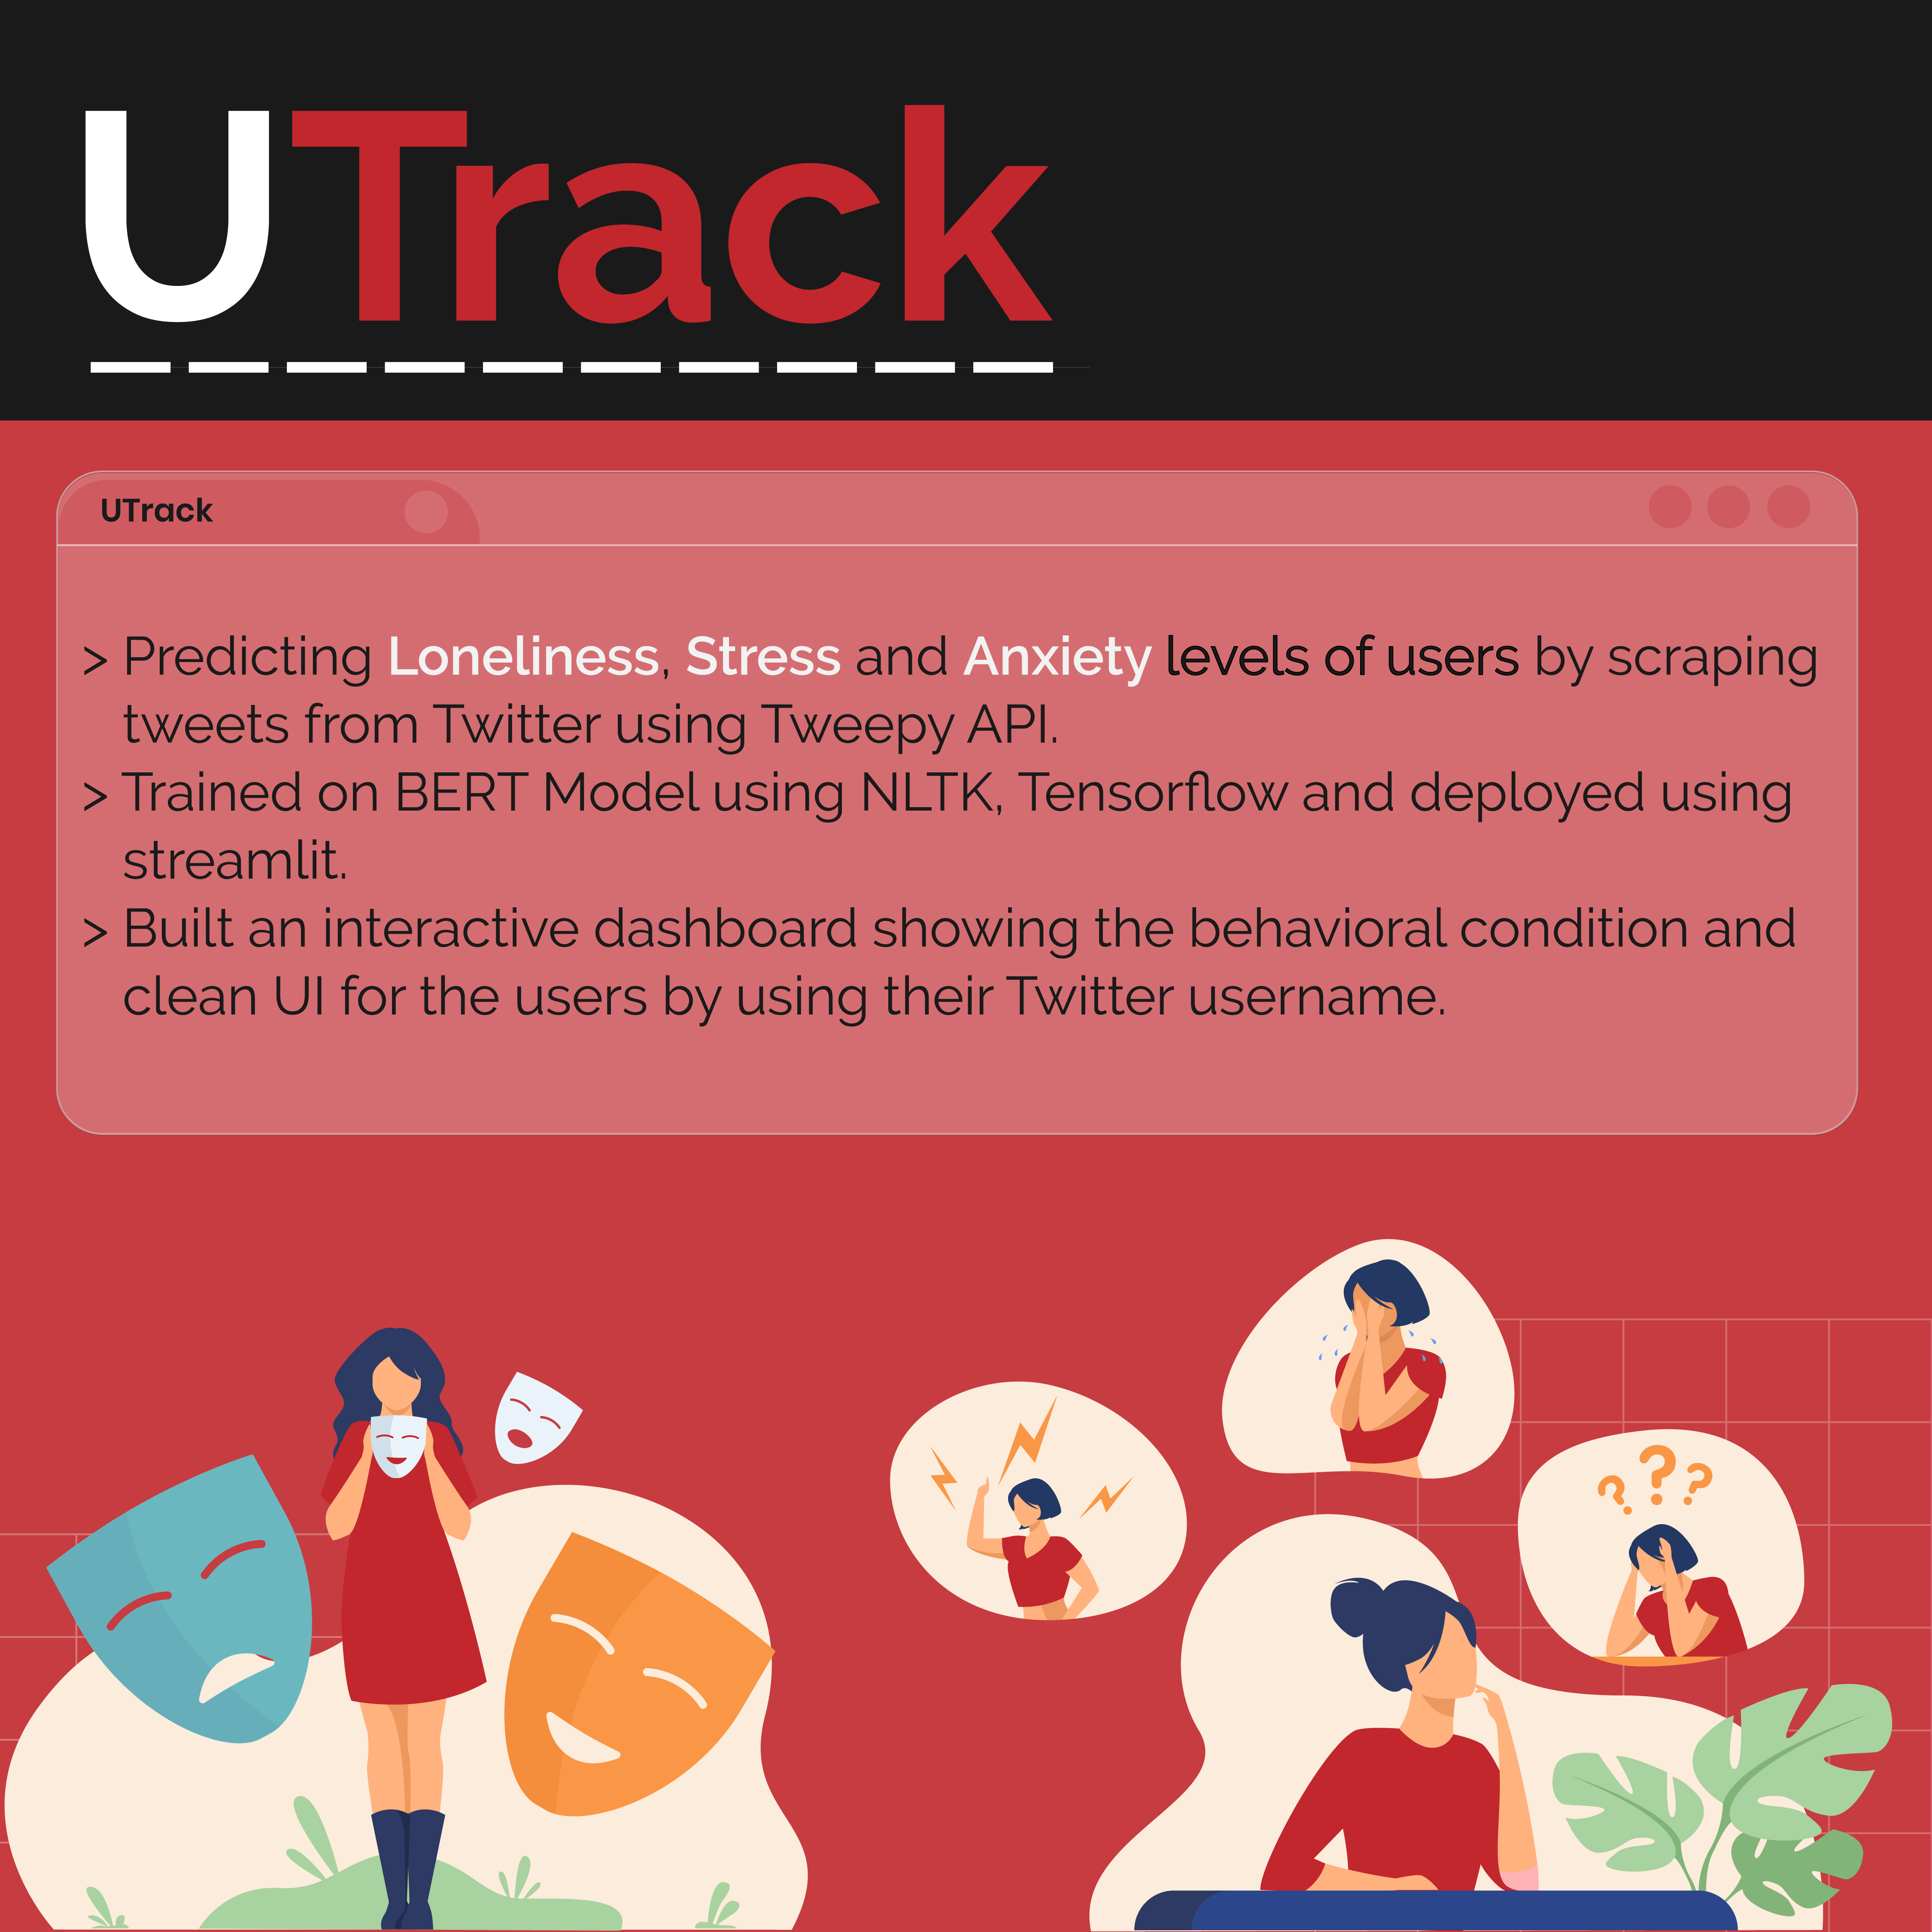 UTrack
UTrack
> Predicting Loneliness, Stress and Anxiety levels of users by scraping
tweets from Twitter using Tweepy API.
> Trained on BERT Model using NLTK, Tensorflow and deployed using
streamlit.
> Built an interactive dashboard showing the behavioral condition and
clean UI for the users by using their Twitter username.
? ? ?